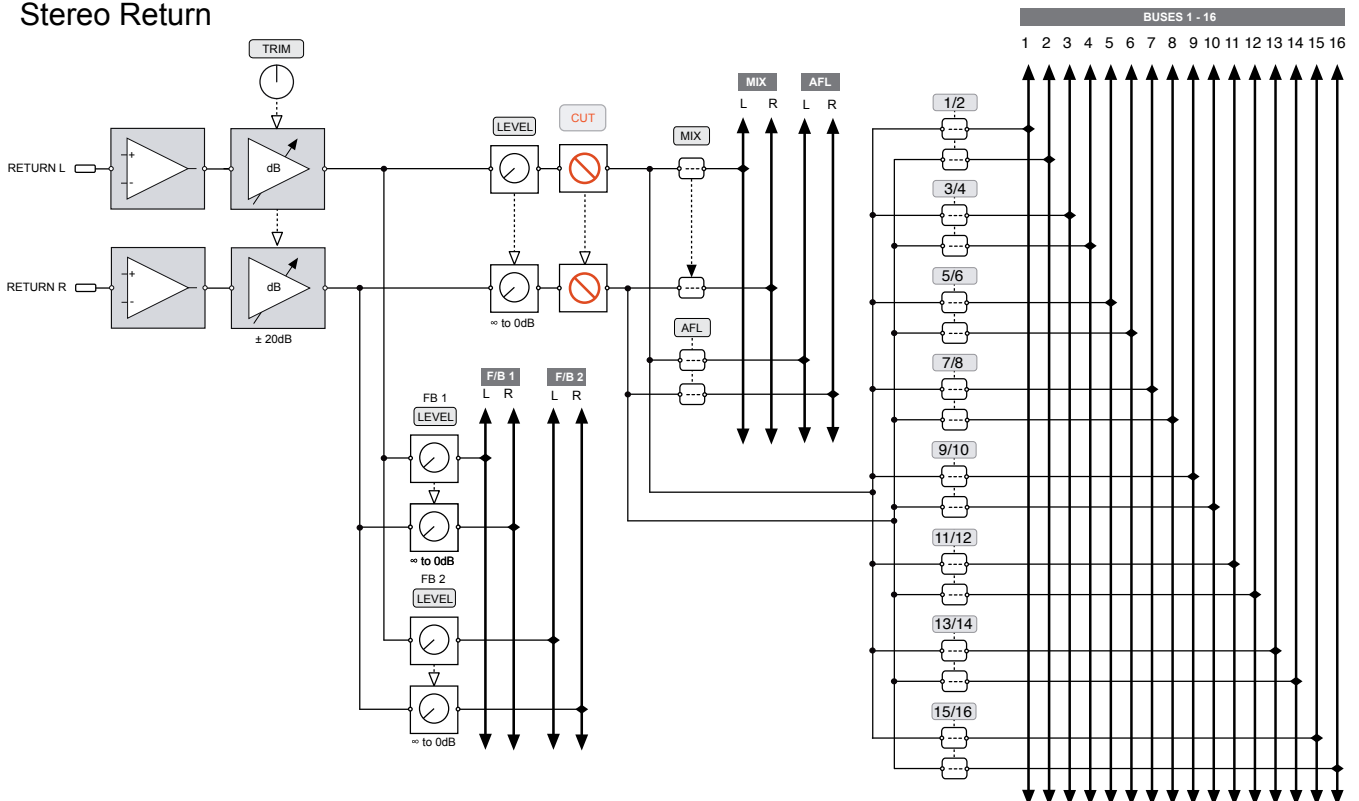 Stereo Return
BUSES 1 - 16
1 2 3 4 5 6 7 8 9 10 11 12 13 14 15 16
TRIM
MIX AFL
L R L R
LEVEL
CUT
MIX
1/2
RETURN L
+
-
dB
3/4
RETURN R
+
-
dB
5/6
± 20dB
∞ to 0dB
AFL
7/8
F/B 1 F/B 2
L R L R
FB 1
LEVEL
9/10
11/12
∞ to 0dB
FB 2
LEVEL
13/14
15/16
∞ to 0dB